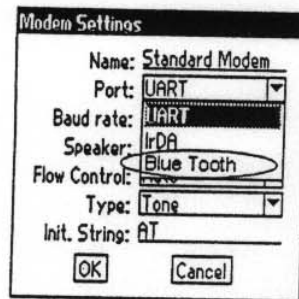 Modem Settings
Name: Standard Modem
Port: UART
Baud rate: UART
Speaker: IrDA
Blue Tooth
Flow Control:
Type: Tone
Init. String: AT
OK Cancel